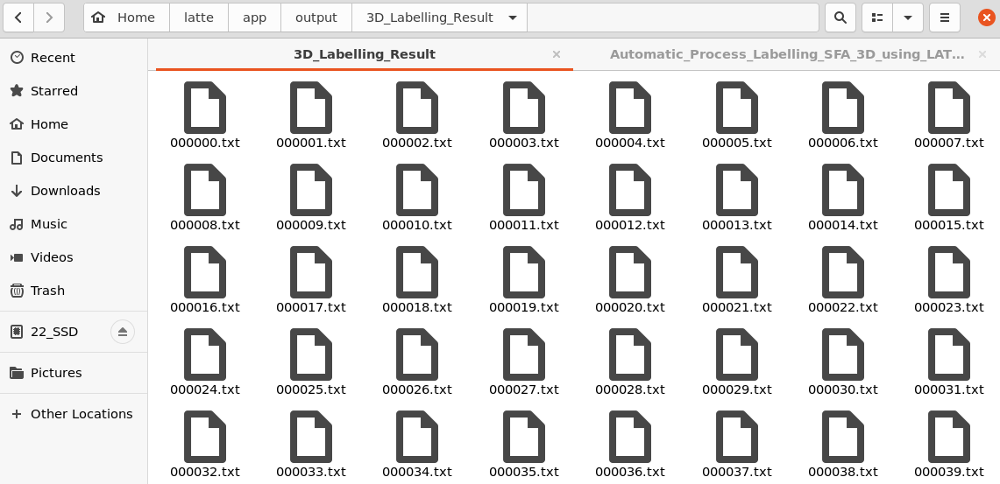 Home latte app output 3D_Labelling_Result
Recent
Starred
Home
Documents
Downloads
Music
Videos
Trash
22_SSD
Pictures
Other Locations
3D_Labelling_Result Automatic_Process_Labelling_SFA_3D_using_LAT...
000000.txt 000001.txt 000002.txt 000003.txt 000004.txt 000005.txt 000006.txt 000007.txt
000008.txt 000009.txt 000010.txt 000011.txt 000012.txt 000013.txt 000014.txt 000015.txt
000016.txt 000017.txt 000018.txt 000019.txt 000020.txt 000021.txt 000022.txt 000023.txt
000024.txt 000025.txt 000026.txt 000027.txt 000028.txt 000029.txt 000030.txt 000031.txt
000032.txt 000033.txt 000034.txt 000035.txt 000036.txt 000037.txt 000038.txt 000039.txt